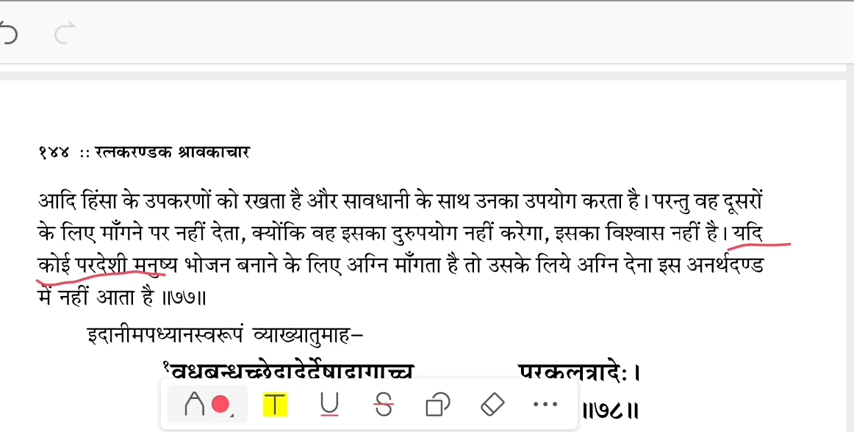 १४४ :: रत्नकरण्डक श्रावकाचार
आदि हिंसा के उपकरणों को रखता है और सावधानी के साथ उनका उपयोग करता है। परन्तु वह दूसरों
के लिए माँगने पर नहीं देता, क्योंकि वह इसका दुरुपयोग नहीं करेगा, इसका विश्वास नहीं है। यदि
कोई परदेशी मनुष्य भोजन बनाने के लिए अग्नि माँगता है तो उसके लिये अग्नि देना इस अनर्थदण्ड
में नहीं आता है ॥७७॥
इदानीमपध्यानस्वरूपं व्याख्यातुमाह–
१वधबन्धच्छेदादेर्द्वेषाद्रागाच्च परकलत्रादेः।
॥७८॥
T U S